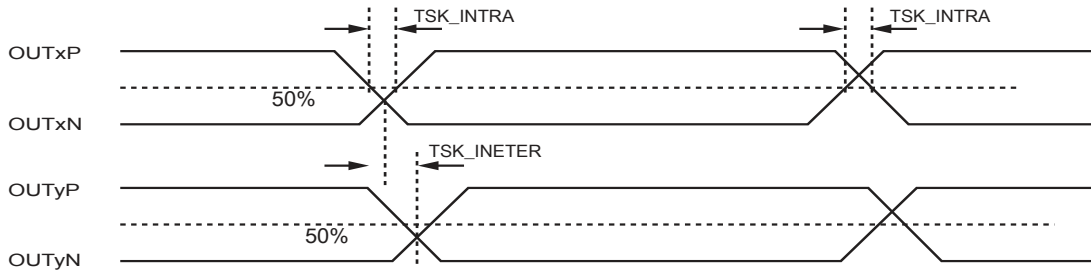 TSK_INTRA
TSK_INTRA
OUTxP
50%
OUTxN
TSK_INETER
OUTyP
50%
OUTyN